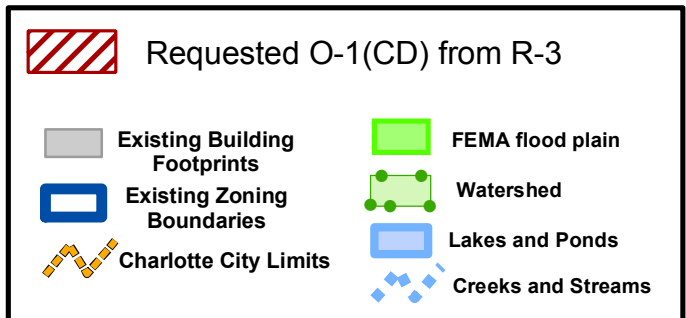 Requested O-1(CD) from R-3
Existing Building
Footprints
Existing Zoning
Boundaries
Charlotte City Limits
FEMA flood plain
Watershed
Lakes and Ponds
Creeks and Streams